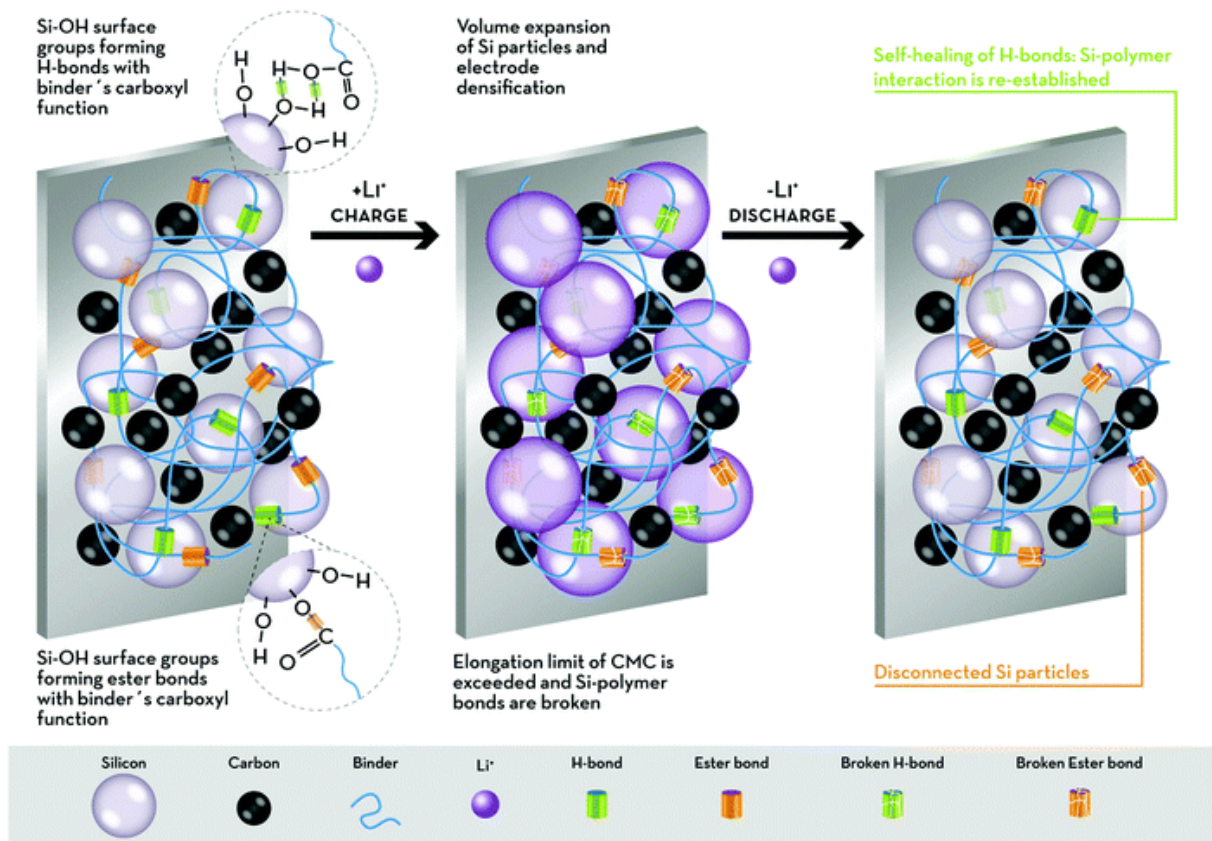 Si-OH surface
groups forming
H-bonds with
binder´s carboxyl
function
H
O
H-O-C
O
O-H
O-H
Volume expansion
of Si particles and
electrode
densification
Self-healing of H-bonds: Si-polymer
interaction is re-established
+Li⁺
CHARGE
-Li⁺
DISCHARGE
O-H
O
O
H
C
O
Si-OH surface groups
forming ester bonds
with binder´s carboxyl
function
Elongation limit of CMC is
exceeded and Si-polymer
bonds are broken
Disconnected Si particles
Silicon
Carbon
Binder
Li⁺
H-bond
Ester bond
Broken H-bond
Broken Ester bond